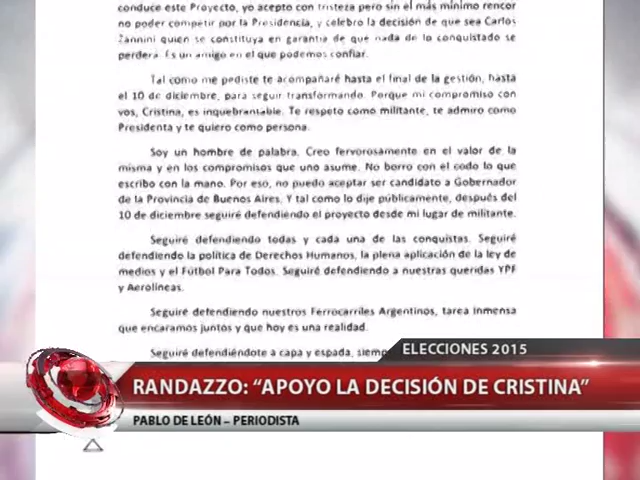 conduce este Proyecto, yo acepto con tristeza pero sin el más mínimo rencor
no poder competir por la Presidencia, y celebro la decisión de que sea Carlos
Zannini quien se constituya en garantía de que nada de lo conquistado se
perderá. Es un amigo en el que podemos confiar.
Tal como me pediste te acompañaré hasta el final de la gestión, hasta
el 10 de diciembre, para seguir transformando. Porque mi compromiso con
vos, Cristina, es inquebrantable. Te respeto como militante, te admiro como
Presidenta y te quiero como persona.
Soy un hombre de palabra. Creo fervorosamente en el valor de la
misma y en los compromisos que uno asume. No borro con el codo lo que
escribo con la mano. Por eso, no puedo aceptar ser candidato a Gobernador
de la Provincia de Buenos Aires. Y tal como lo dije públicamente, después del
10 de diciembre seguiré defendiendo el proyecto desde mi lugar de militante.
Seguiré defendiendo todas y cada una de las conquistas. Seguiré
defendiendo la política de Derechos Humanos, la plena aplicación de la ley de
medios y el Fútbol Para Todos. Seguiré defendiendo a nuestras queridas YPF
y Aerolíneas.
Seguiré defendiendo nuestros Ferrocarriles Argentinos, tarea inmensa
que encaramos juntos y que hoy es una realidad.
Seguiré defendiéndote a capa y espada, siemp
ELECCIONES 2015
RANDAZZO: “APOYO LA DECISIÓN DE CRISTINA”
PABLO DE LEÓN – PERIODISTA